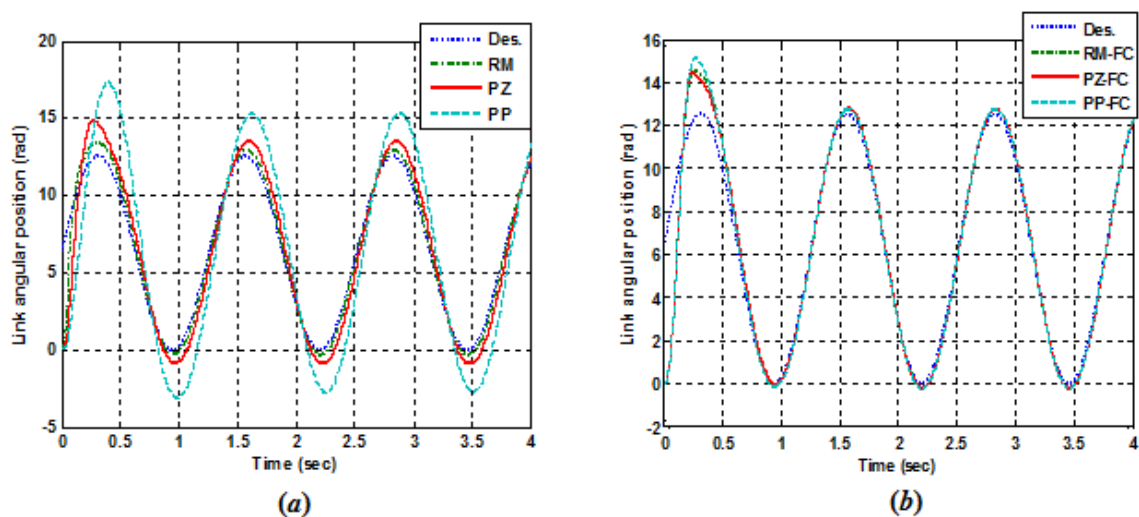 20
15
10
5
0
-5
0
0.5
1
1.5
2
2.5
3
3.5
4
Link angular position (rad)
Time (sec)
Des.
RM
PZ
PP
(a)
16
14
12
10
8
6
4
2
0
-2
0
0.5
1
1.5
2
2.5
3
3.5
4
Link angular position (rad)
Time (sec)
Des.
RM-FC
PZ-FC
PP-FC
(b)